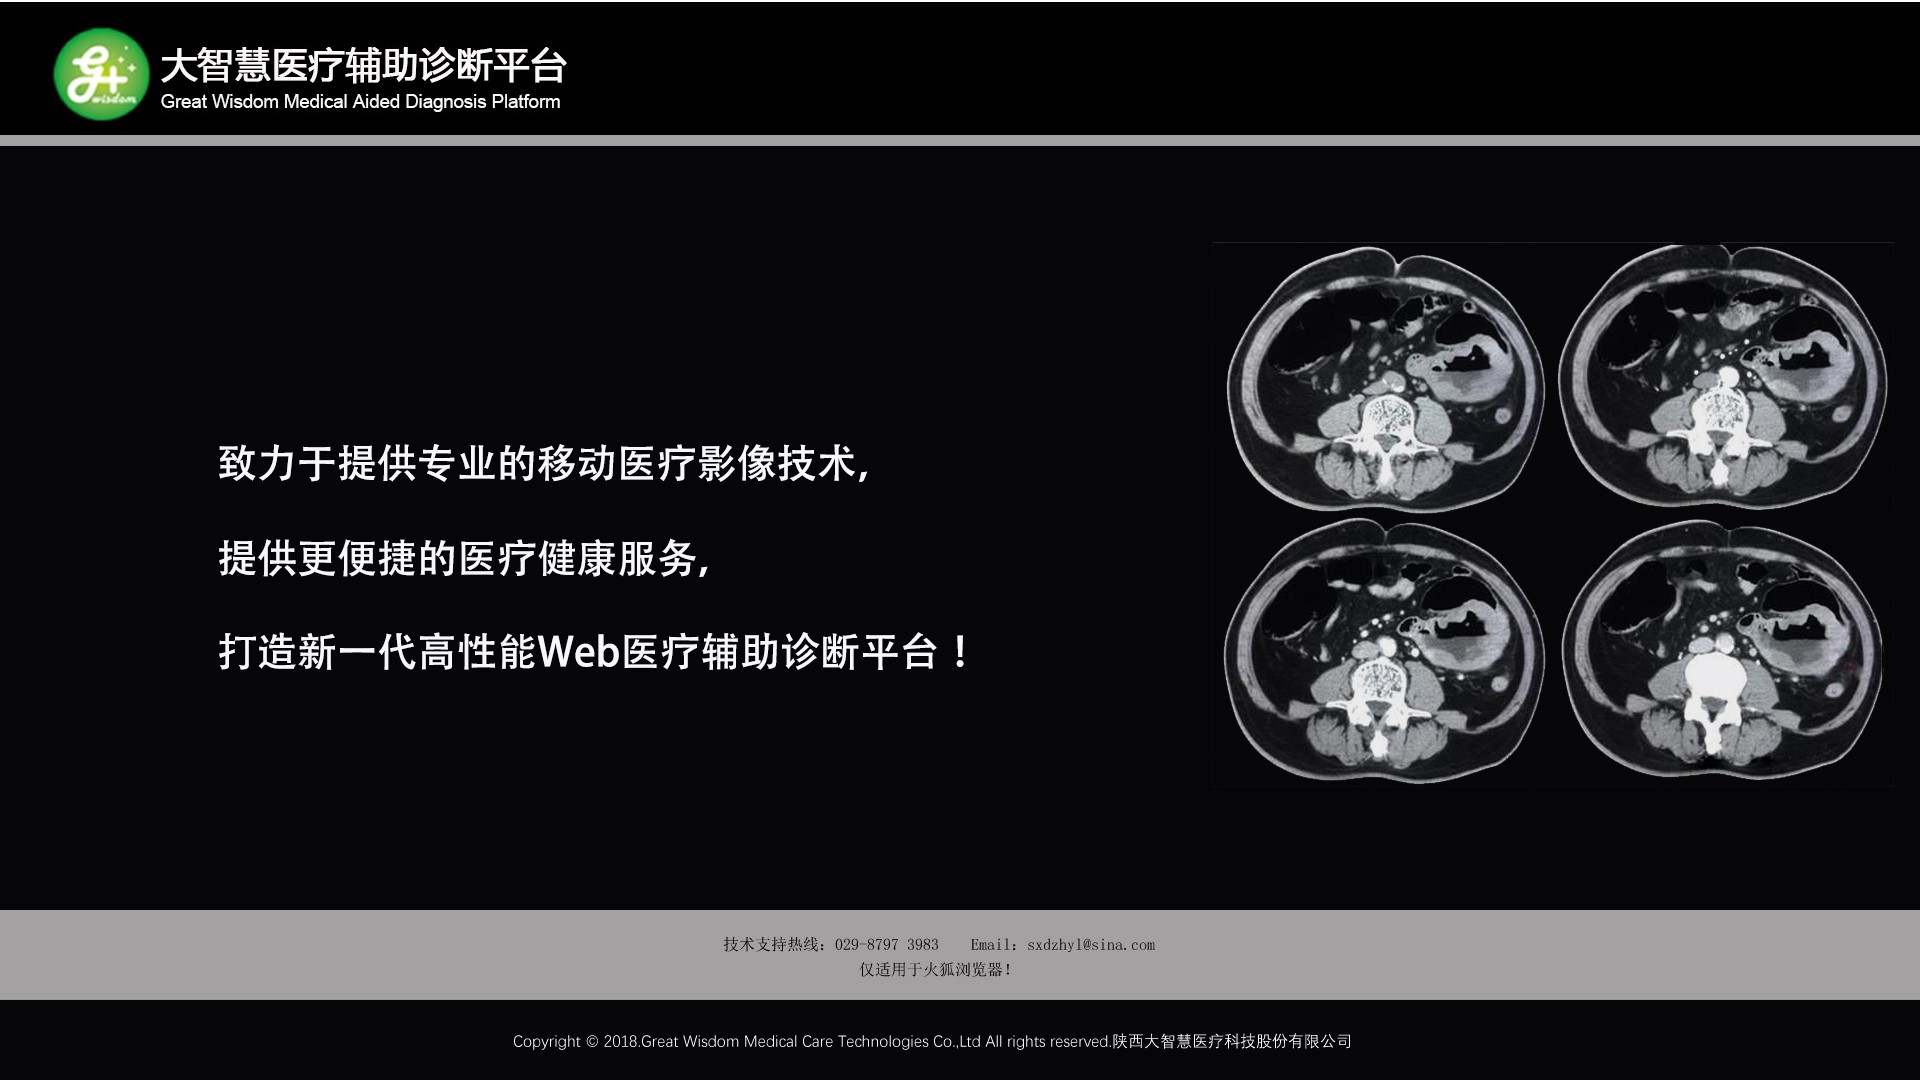 大智慧医疗辅助诊断平台
Great Wisdom Medical Aided Diagnosis Platform
G+
wisdom
致力于提供专业的移动医疗影像技术,
提供更便捷的医疗健康服务,
打造新一代高性能Web医疗辅助诊断平台！
技术支持热线：029-8797 3983 Email：sxdzhyl@sina.com
仅适用于火狐浏览器！
Copyright © 2018.Great Wisdom Medical Care Technologies Co.,Ltd All rights reserved.陕西大智慧医疗科技股份有限公司